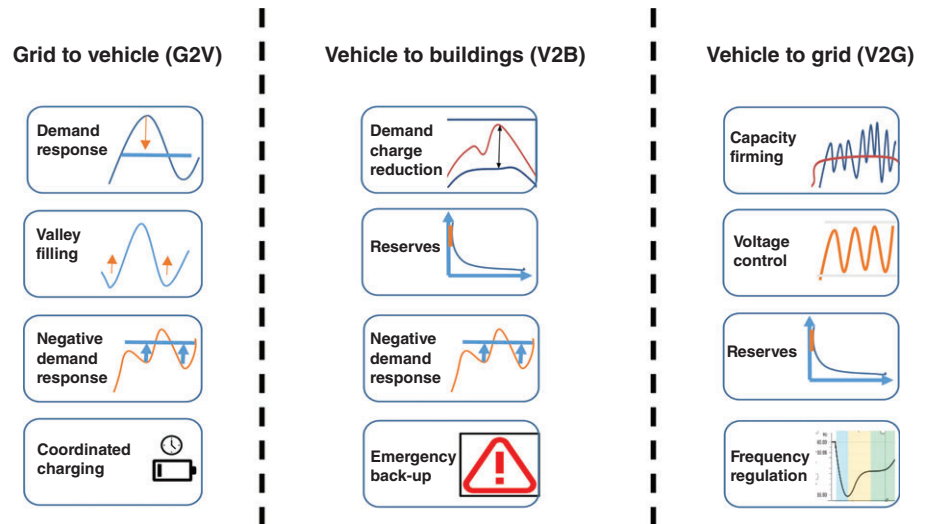 Grid to vehicle (G2V)
Demand
response
Valley
filling
Negative
demand
response
Coordinated
charging
Vehicle to buildings (V2B)
Demand
charge
reduction
Reserves
Negative
demand
response
Emergency
back-up
Vehicle to grid (V2G)
Capacity
firming
Voltage
control
Reserves
Frequency
regulation